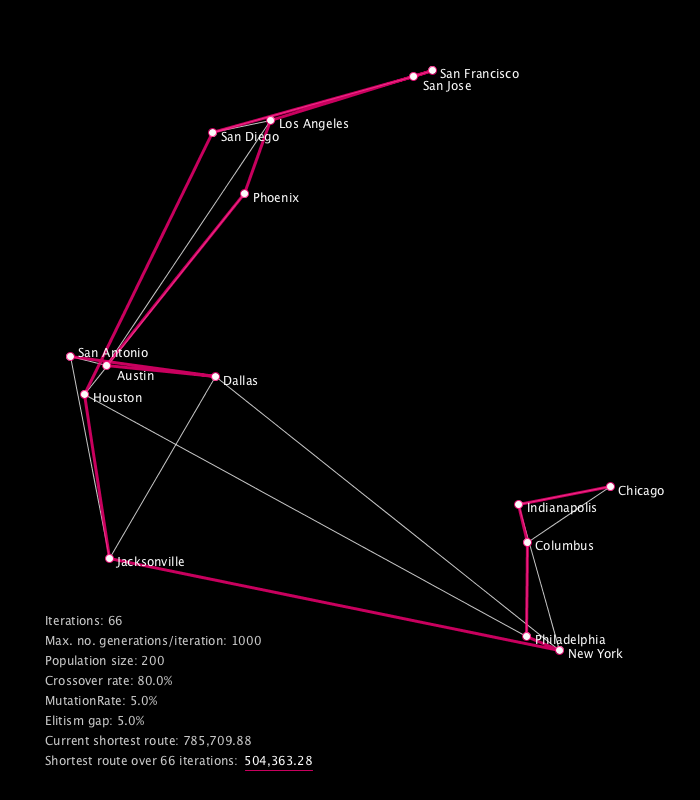 San Francisco
San Jose
Los Angeles
San Diego
Phoenix
San Antonio
Austin
Dallas
Houston
Chicago
Indianapolis
Columbus
Jacksonville
Philadelphia
New York
Iterations: 66
Max. no. generations/iteration: 1000
Population size: 200
Crossover rate: 80.0%
MutationRate: 5.0%
Elitism gap: 5.0%
Current shortest route: 785,709.88
Shortest route over 66 iterations: 504,363.28